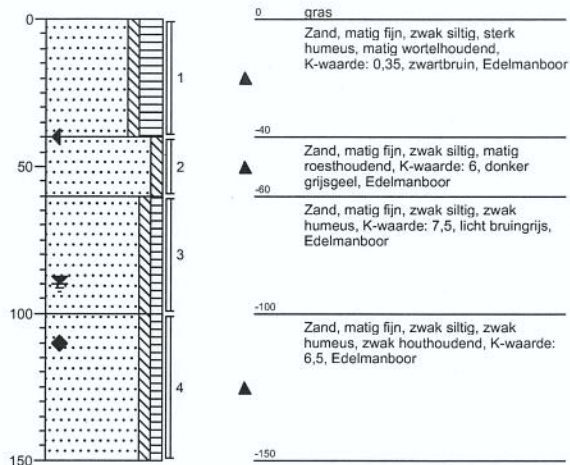 0
50
100
150
1
2
3
4
0 gras
Zand, matig fijn, zwak siltig, sterk
humeus, matig wortelhoudend,
K-waarde: 0,35, zwartbruin, Edelmanboor
-40
Zand, matig fijn, zwak siltig, matig
roesthoudend, K-waarde: 6, donker
grijsgeel, Edelmanboor
-60
Zand, matig fijn, zwak siltig, zwak
humeus, K-waarde: 7,5, licht bruingrijs,
Edelmanboor
-100
Zand, matig fijn, zwak siltig, zwak
humeus, zwak houthoudend, K-waarde:
6,5, Edelmanboor
-150